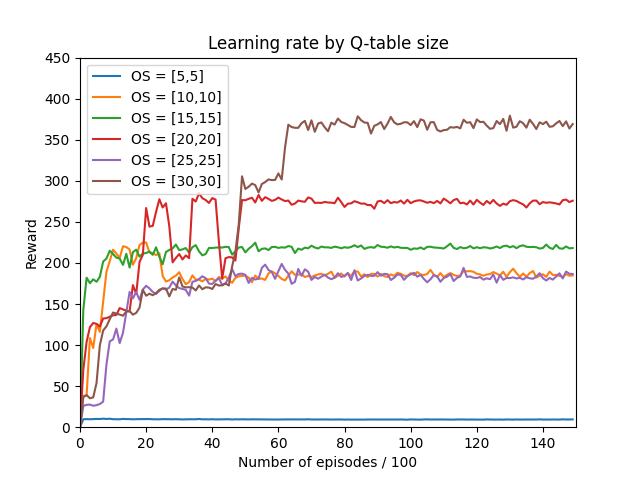 Learning rate by Q-table size
450
400
350
300
250
200
150
100
50
0
Reward
OS = [5,5]
OS = [10,10]
OS = [15,15]
OS = [20,20]
OS = [25,25]
OS = [30,30]
0 20 40 60 80 100 120 140
Number of episodes / 100